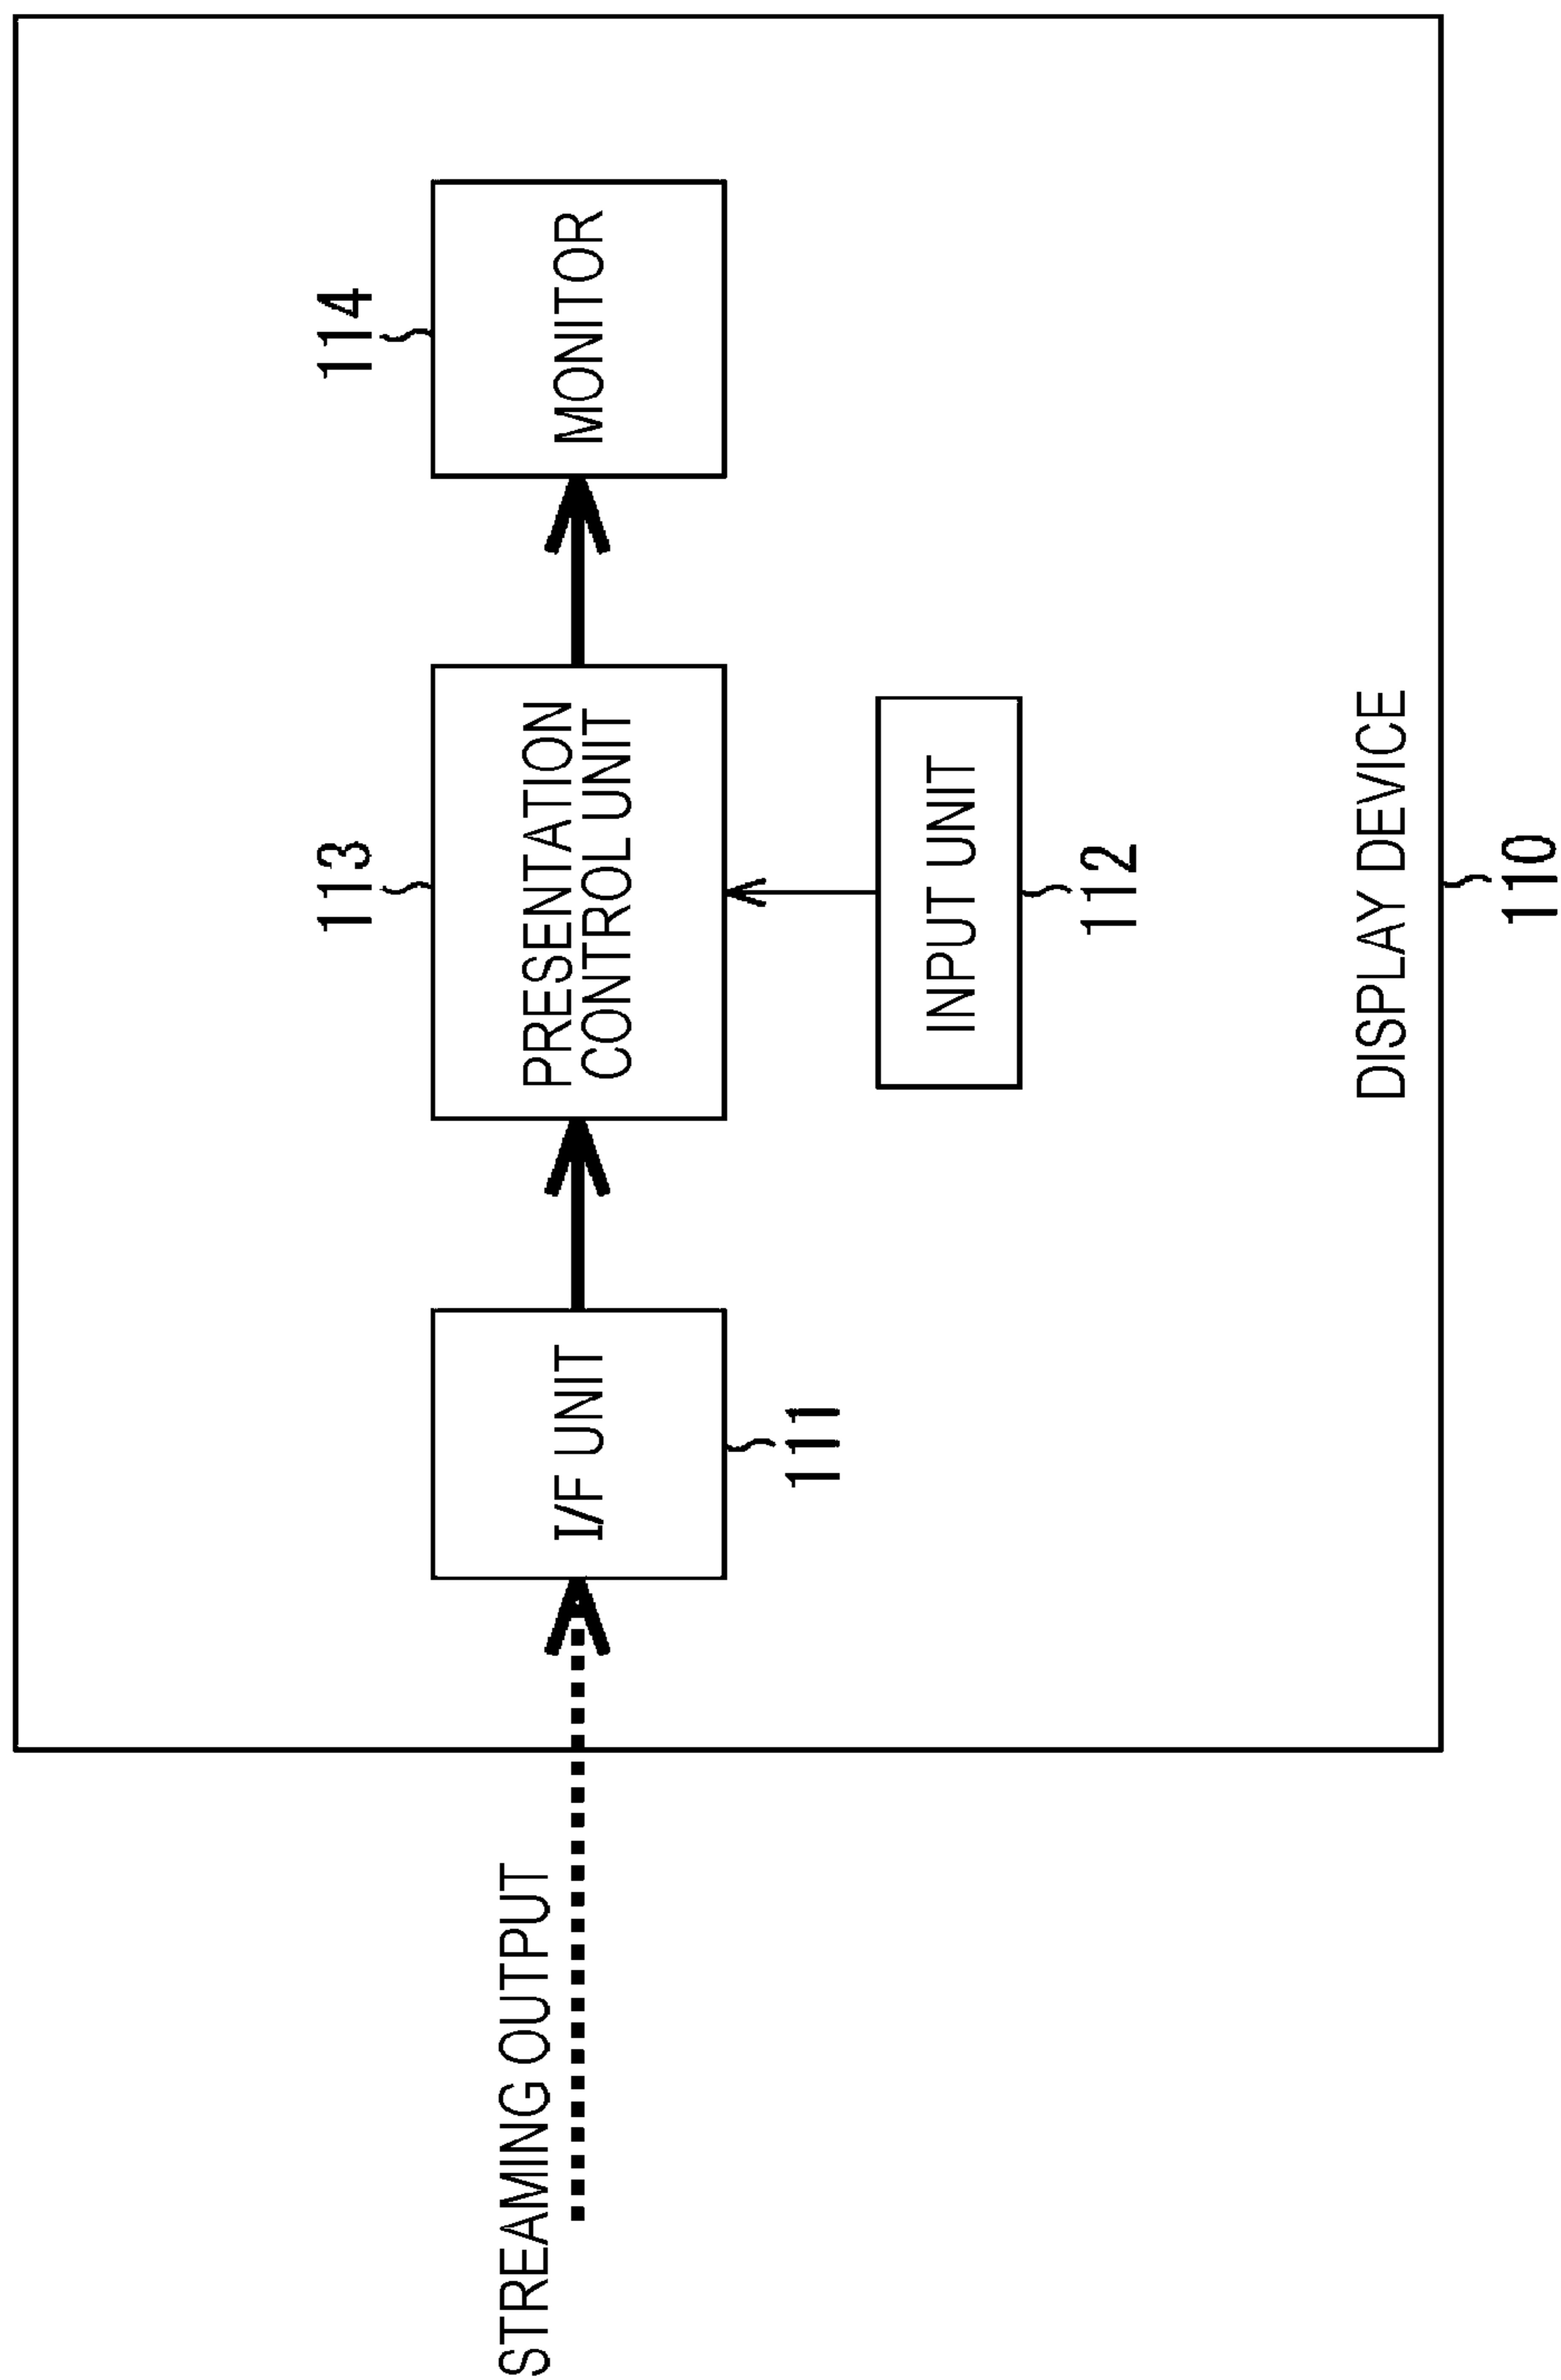 113
114
STREAMING OUTPUT
I/F UNIT
PRESENTATION
CONTROL UNIT
MONITOR
111
INPUT UNIT
112
DISPLAY DEVICE
110